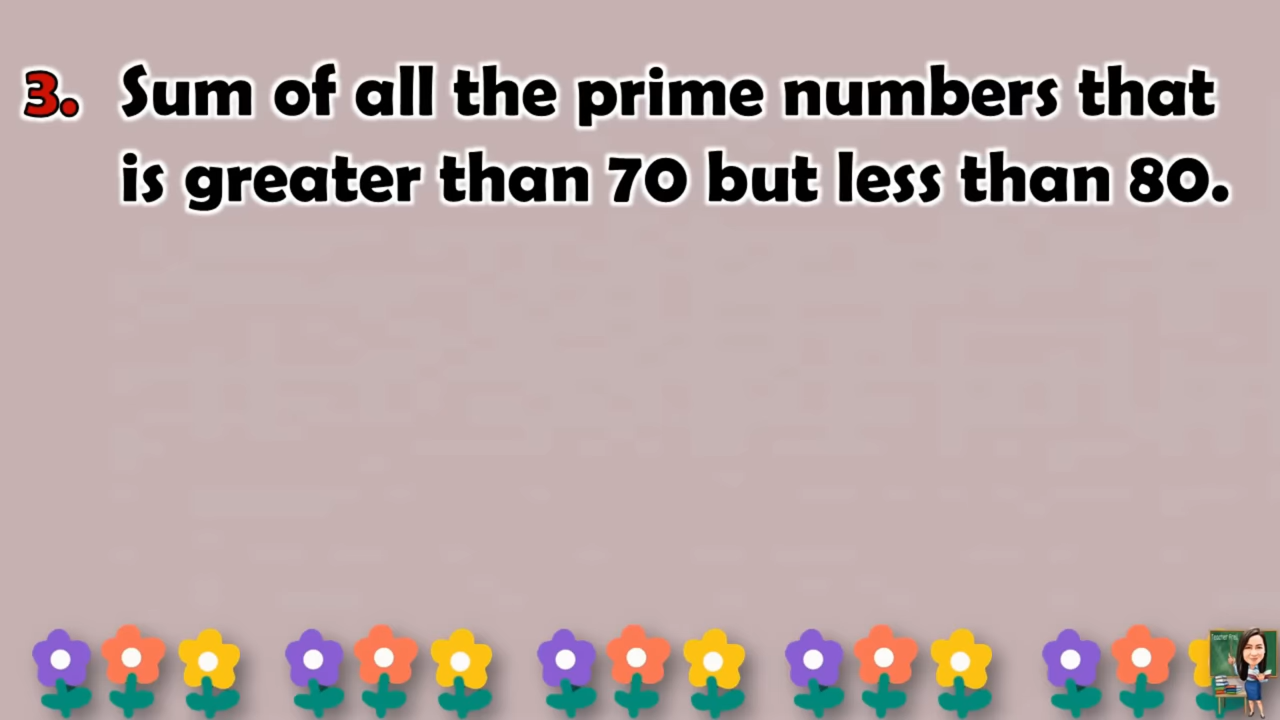 3. Sum of all the prime numbers that
is greater than 70 but less than 80.